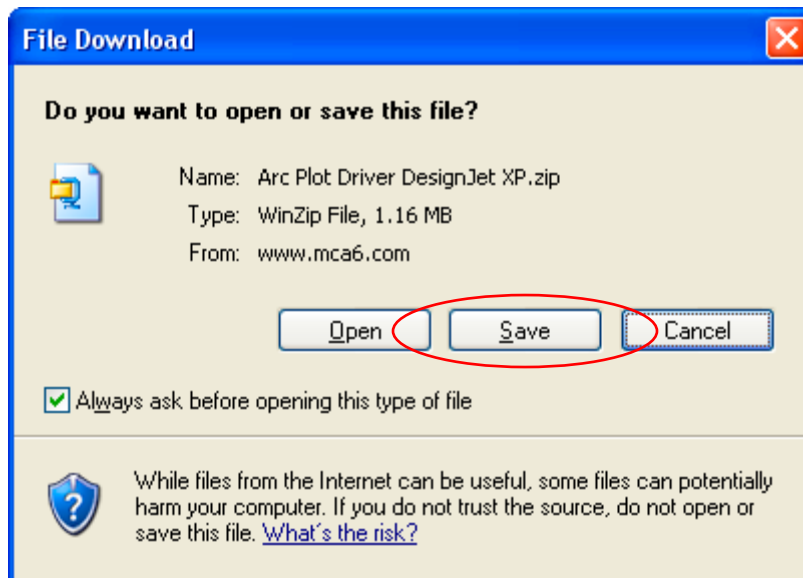 File Download
Do you want to open or save this file?
Name: Arc Plot Driver DesignJet XP.zip
Type: WinZip File, 1.16 MB
From: www.mca6.com
Open Save Cancel
Always ask before opening this type of file
While files from the Internet can be useful, some files can potentially
harm your computer. If you do not trust the source, do not open or
save this file. What's the risk?